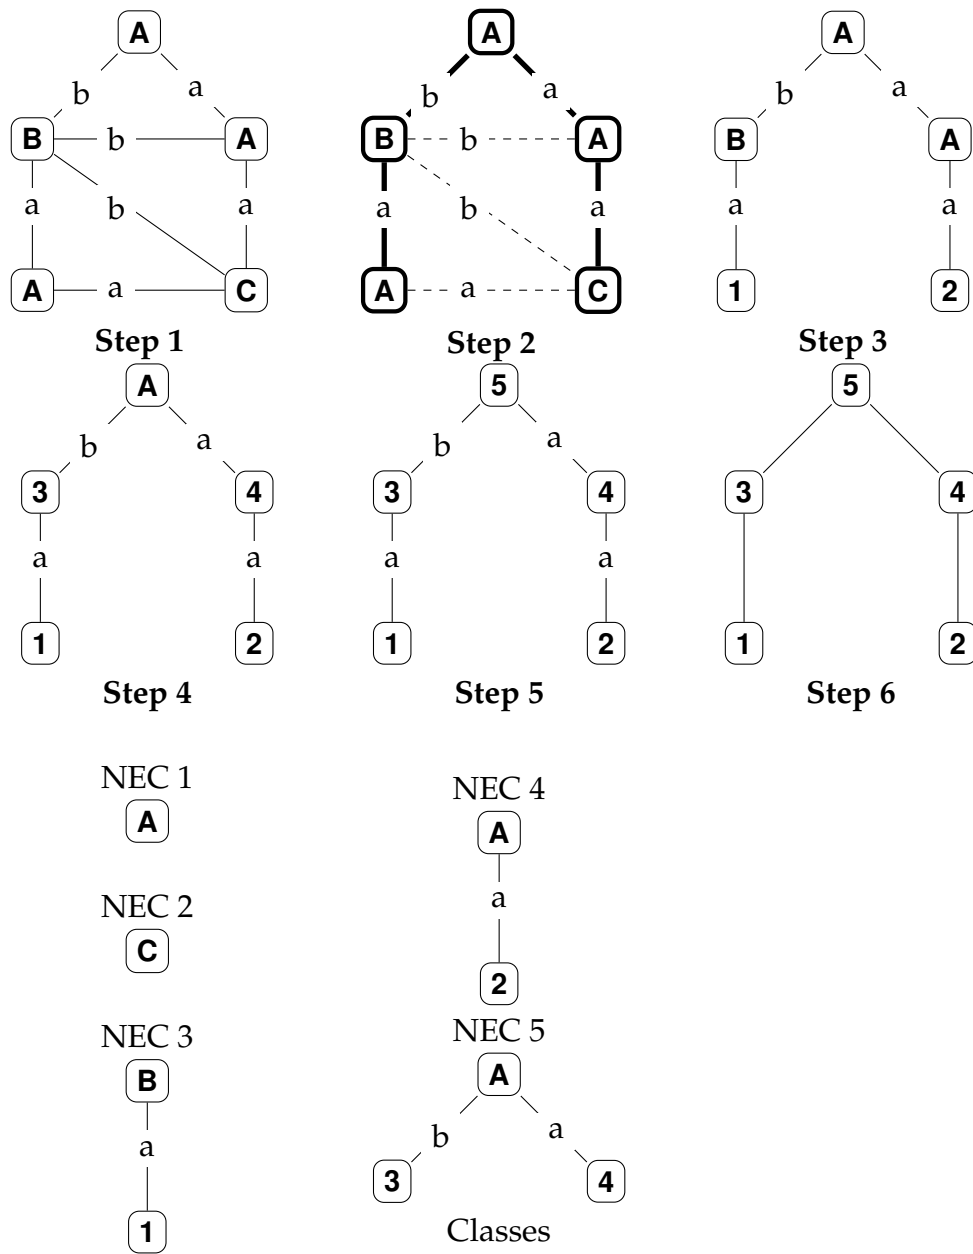 A A A
b a b a b a
B b A B b A B A
a b a a b a a a
A a C A a C 1 2
Step 1 Step 2 Step 3
A 5 5
b a b a
3 4 3 4 3 4
a a a a
1 2 1 2 1 2
Step 4 Step 5 Step 6
NEC 1
A
NEC 2
C
NEC 3
B
a
1
NEC 4
A
a
2
NEC 5
A
b a
3 4
Classes